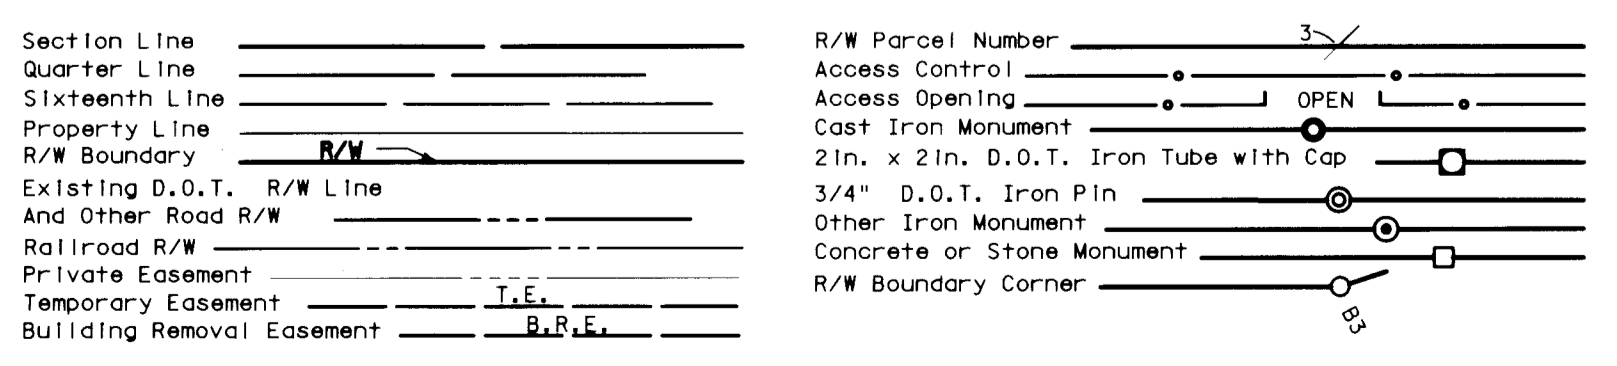 Section Line
Quarter Line
Sixteenth Line
Property Line
R/W Boundary R/W
Existing D.O.T. R/W Line
And Other Road R/W
Railroad R/W
Private Easement
Temporary Easement T.E.
Building Removal Easement B.R.E.
R/W Parcel Number 3
Access Control
Access Opening OPEN
Cast Iron Monument
2in. x 2in. D.O.T. Iron Tube with Cap
3/4" D.O.T. Iron Pin
Other Iron Monument
Concrete or Stone Monument
R/W Boundary Corner
B3